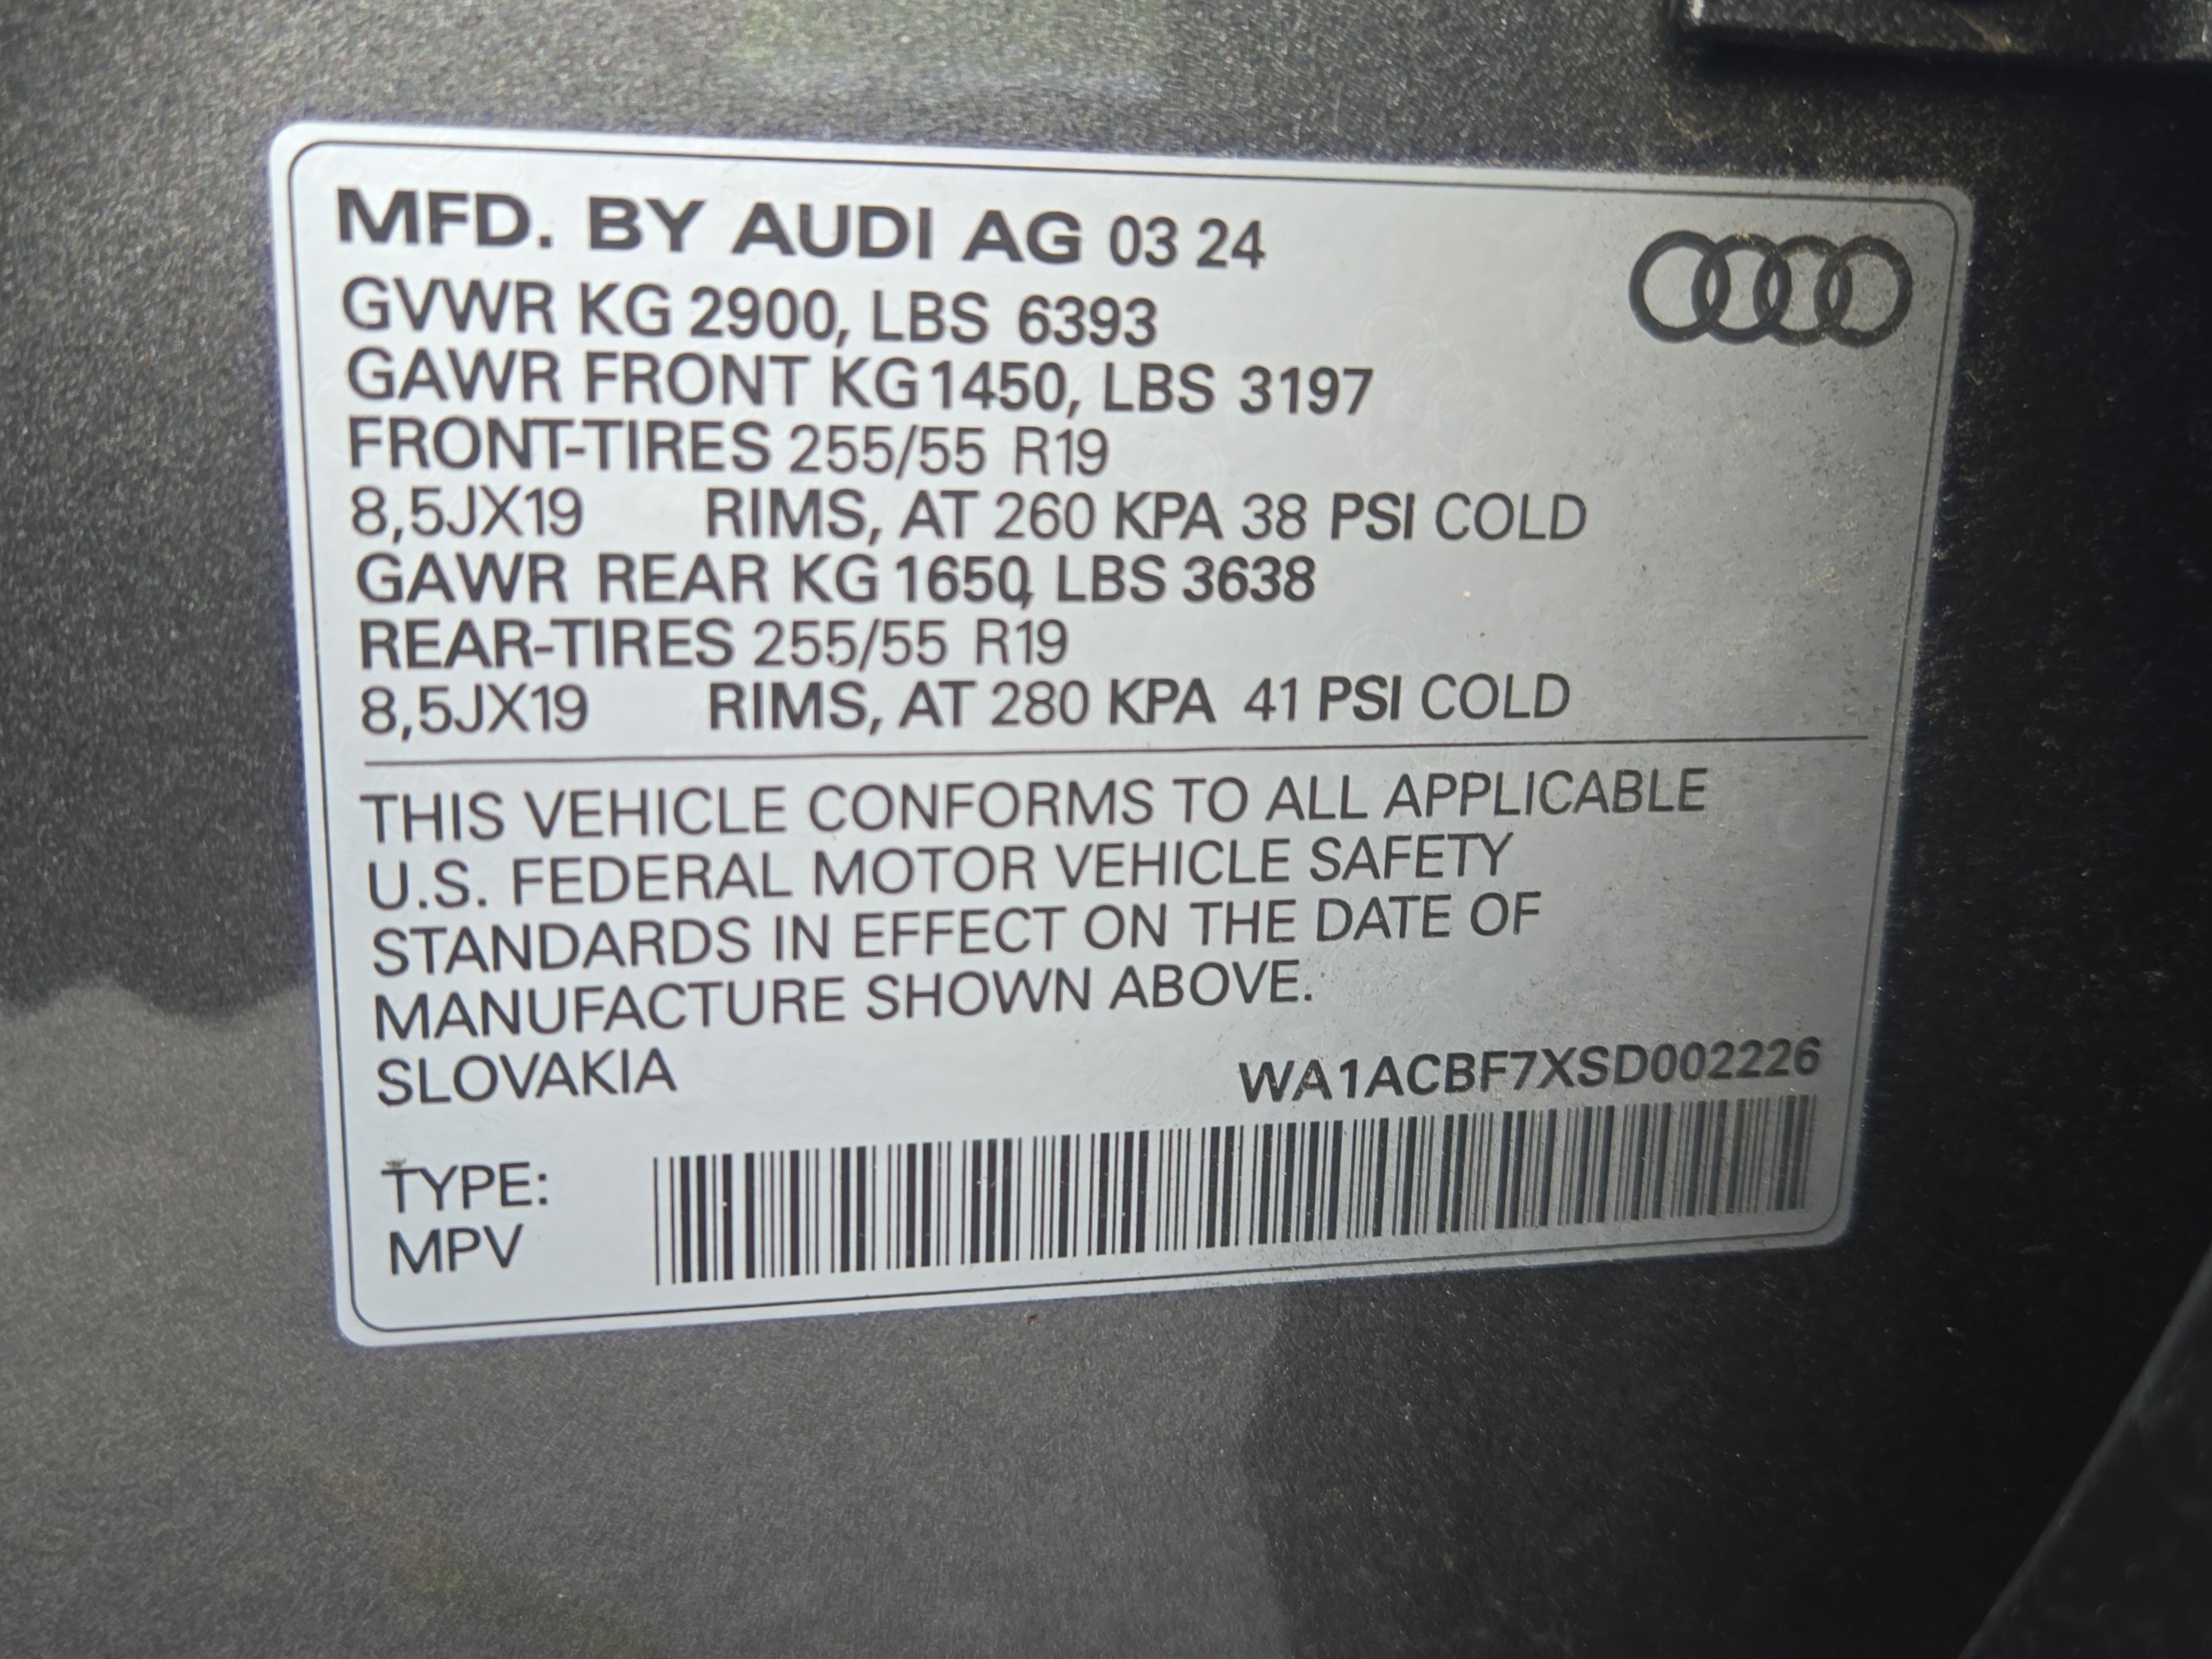 MFD. BY AUDI AG 03 24
GVWR KG 2900, LBS 6393
GAWR FRONT KG 1450, LBS 3197
FRONT-TIRES 255/55 R19
8,5JX19 RIMS, AT 260 KPA 38 PSI COLD
GAWR REAR KG 1650, LBS 3638
REAR-TIRES 255/55 R19
8,5JX19 RIMS, AT 280 KPA 41 PSI COLD
THIS VEHICLE CONFORMS TO ALL APPLICABLE
U.S. FEDERAL MOTOR VEHICLE SAFETY
STANDARDS IN EFFECT ON THE DATE OF
MANUFACTURE SHOWN ABOVE.
SLOVAKIA WA1ACBF7XSD002226
TYPE:
MPV